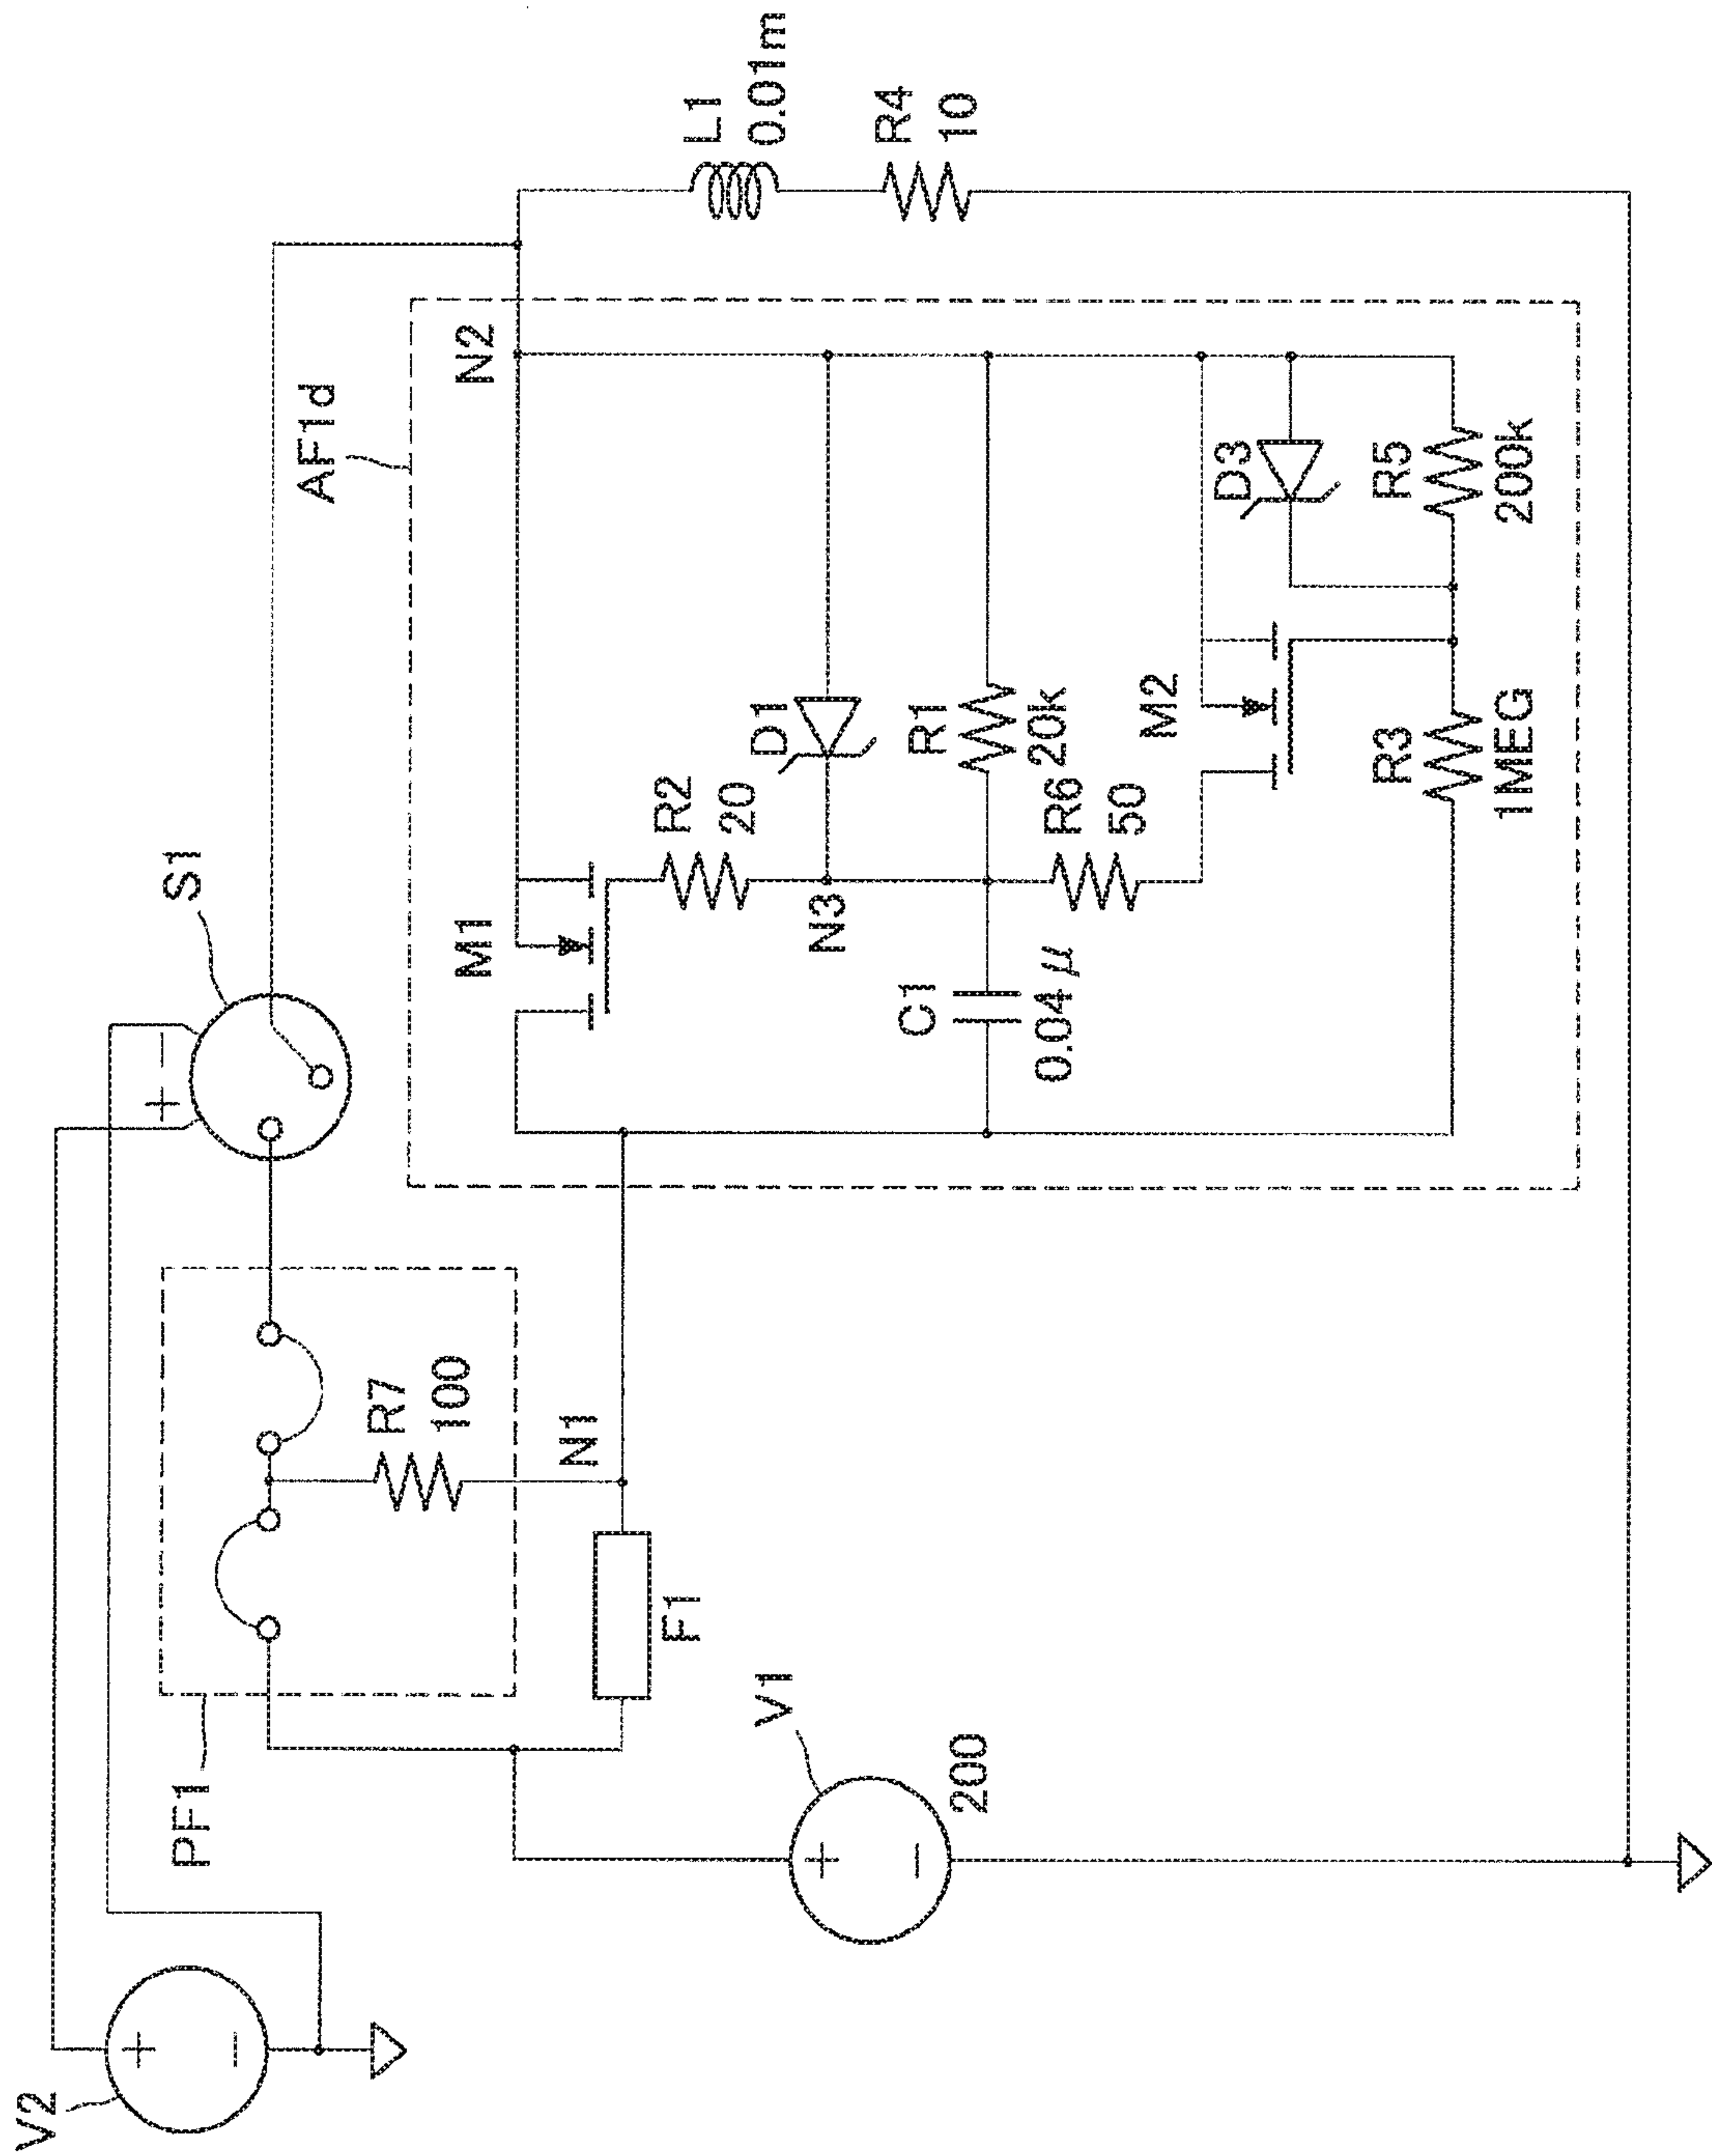 V2
+
−
PF1
R7
100
N1
F1
V1
+
−
200
S1
+
−
AF1d
M1
N2
R2
20
D1
N3
R1
20k
C1
0.04μ
R6
50
M2
D3
R3
1MEG
R5
200k
L1
0.01m
R4
10